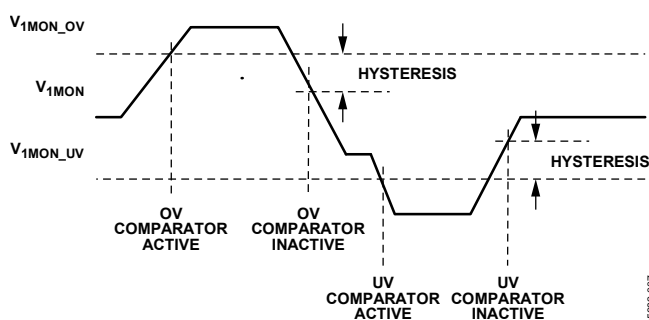 V1MON_OV
HYSTERESIS
V1MON
V1MON_UV
HYSTERESIS
OV
COMPARATOR
ACTIVE
OV
COMPARATOR
INACTIVE
UV
COMPARATOR
ACTIVE
UV
COMPARATOR
INACTIVE